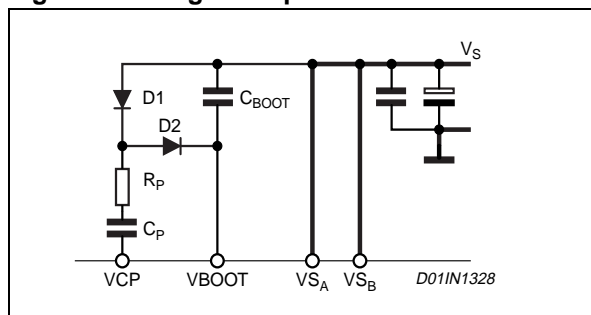 V_S
D1
C_BOOT
D2
R_P
C_P
VCP VBOOT VS_A VS_B D01IN1328